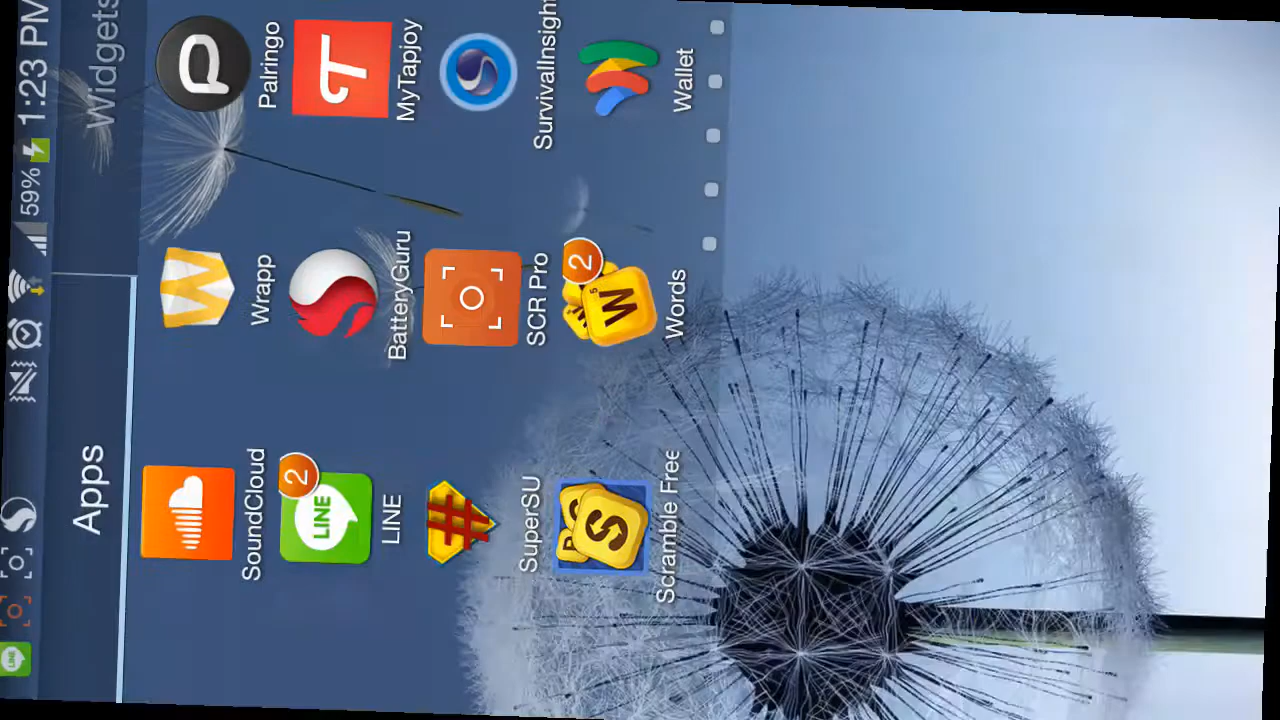 59% 1:23 PM
Apps Widgets
SoundCloud Wrapp Palringo
2
LINE
LINE BatteryGuru MyTapjoy
SuperSU SCR Pro SurvivalInsight
2
Scramble Free Words Wallet